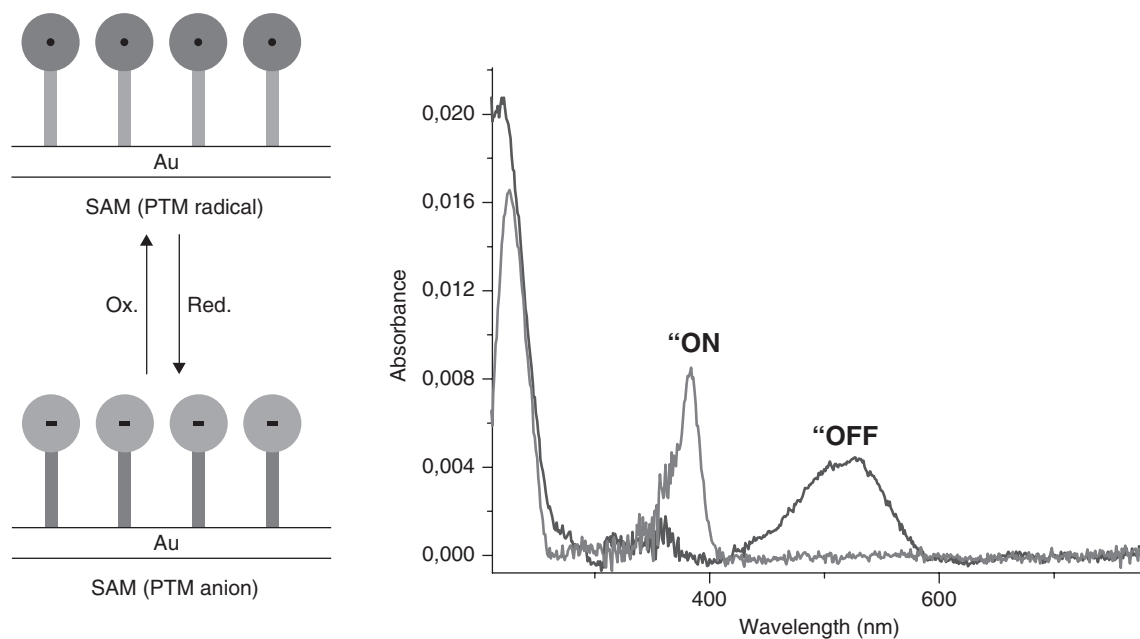 Au
SAM (PTM radical)
Ox.
Red.
Au
SAM (PTM anion)
Absorbance
0,020
0,016
0,012
0,008
0,004
0,000
“ON
“OFF
400
600
Wavelength (nm)